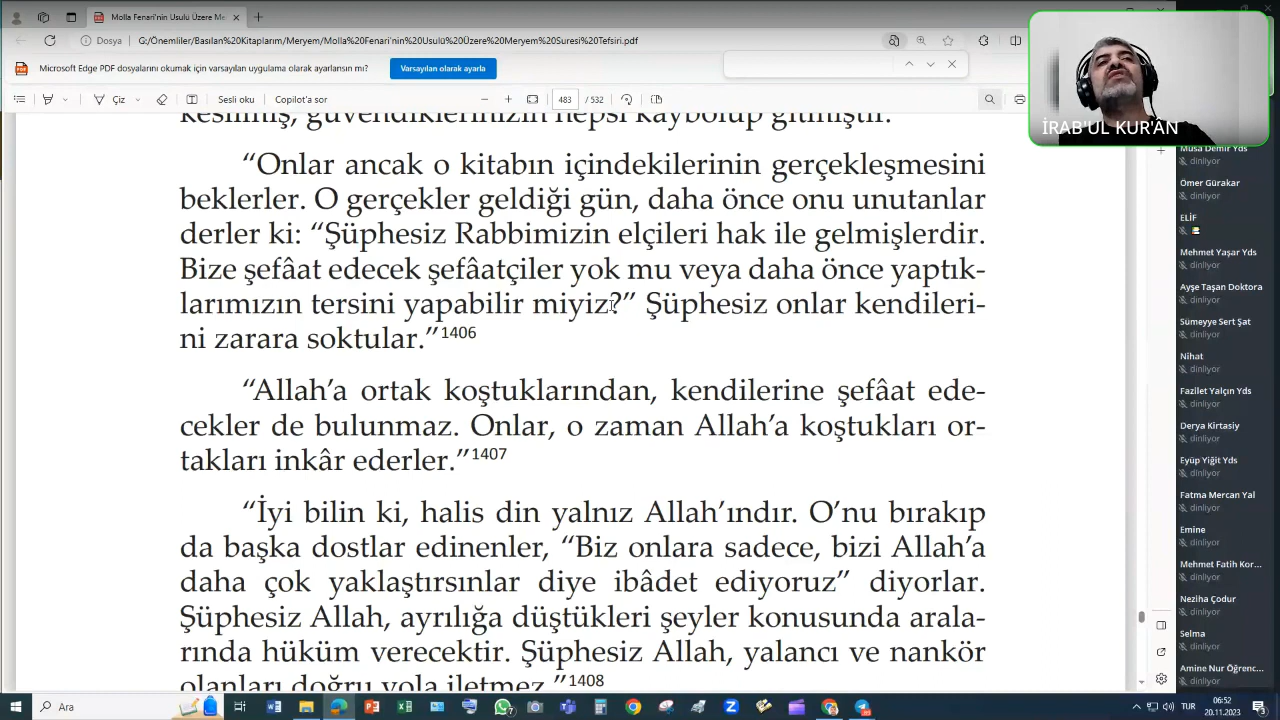 Molla Fenari'nin Usulü Üzere Me
Dosya
G:/Önemliler/Basılan%20Kitaplarım/Meryem/Molla%20Fenari'nin%20Usulü%20Üzere%20Meyem%20Suresi%20Tefsiri.pdf
Microsoft Edge PDF dosyalarını okumak için varsayılan uygulama olarak ayarlansın mı?
Varsayılan olarak ayarla
Çiz
Sesli oku
Copilot'a sor
483 / 532
kesilmiş, güvendiklerinizin hepsi kaybolup gitmiştir.
“Onlar ancak o kitabın içindekilerinin gerçekleşmesini
beklerler. O gerçekler geldiği gün, daha önce onu unutanlar
derler ki: “Şüphesiz Rabbimizin elçileri hak ile gelmişlerdir.
Bize şefâat edecek şefâatçiler yok mu veya daha önce yaptık-
larımızın tersini yapabilir miyiz?” Şüphesiz onlar kendileri-
ni zarara soktular.”1406
“Allah’a ortak koştuklarından, kendilerine şefâat ede-
cekler de bulunmaz. Onlar, o zaman Allah’a koştukları or-
takları inkâr ederler.”1407
“İyi bilin ki, halis din yalnız Allah’ındır. O’nu bırakıp
da başka dostlar edinenler, “Biz onlara sadece, bizi Allah’a
daha çok yaklaştırsınlar diye ibâdet ediyoruz” diyorlar.
Şüphesiz Allah, ayrılığa düştükleri şeyler konusunda arala-
rında hüküm verecektir. Şüphesiz Allah, yalancı ve nankör
olanları doğru yola iletmez.”1408
İRAB'UL KUR'ÂN
Musa Demir Yds
dinliyor
Ömer Gürakar
dinliyor
ELİF
Mehmet Yaşar Yds
dinliyor
Ayşe Taşan Doktora
dinliyor
Sümeyye Sert Şat
dinliyor
Nihat
dinliyor
Fazilet Yalçın Yds
dinliyor
Derya Kirtasiy
dinliyor
Eyüp Yiğit Yds
dinliyor
Fatma Mercan Yal
dinliyor
Emine
dinliyor
Mehmet Fatih Kor...
dinliyor
Neziha Çodur
dinliyor
Selma
dinliyor
Amine Nur Öğrenc...
dinliyor
Ara
7
TUR
06:52
20.11.2023
3